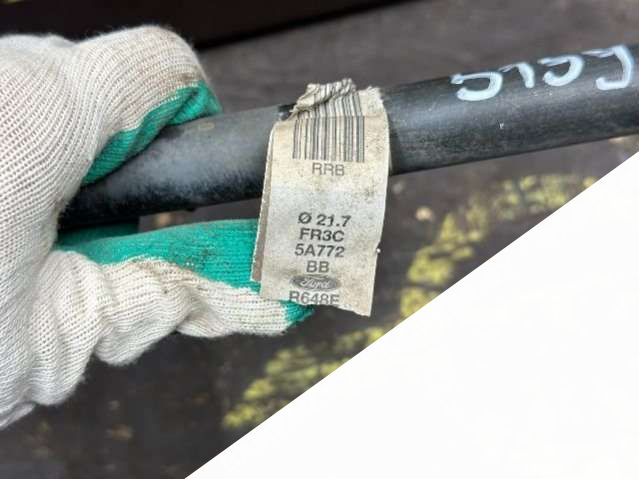 RRB
Ø 21.7
FR3C
5A772
BB
Ford
R648E